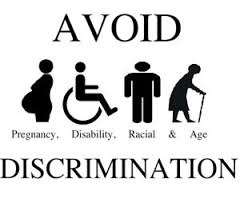 AVOID
Pregnancy, Disability, Racial & Age
DISCRIMINATION